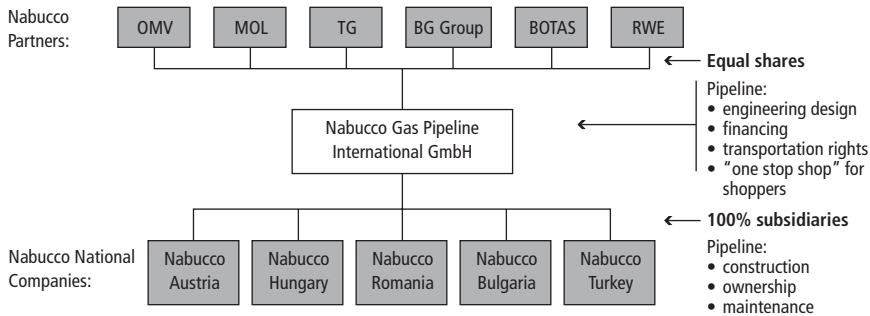 Nabucco
Partners:
OMV
MOL
TG
BG Group
BOTAS
RWE
Equal shares
Pipeline:
• engineering design
• financing
• transportation rights
• “one stop shop” for
shoppers
Nabucco Gas Pipeline
International GmbH
100% subsidiaries
Pipeline:
• construction
• ownership
• maintenance
Nabucco National
Companies:
Nabucco
Austria
Nabucco
Hungary
Nabucco
Romania
Nabucco
Bulgaria
Nabucco
Turkey